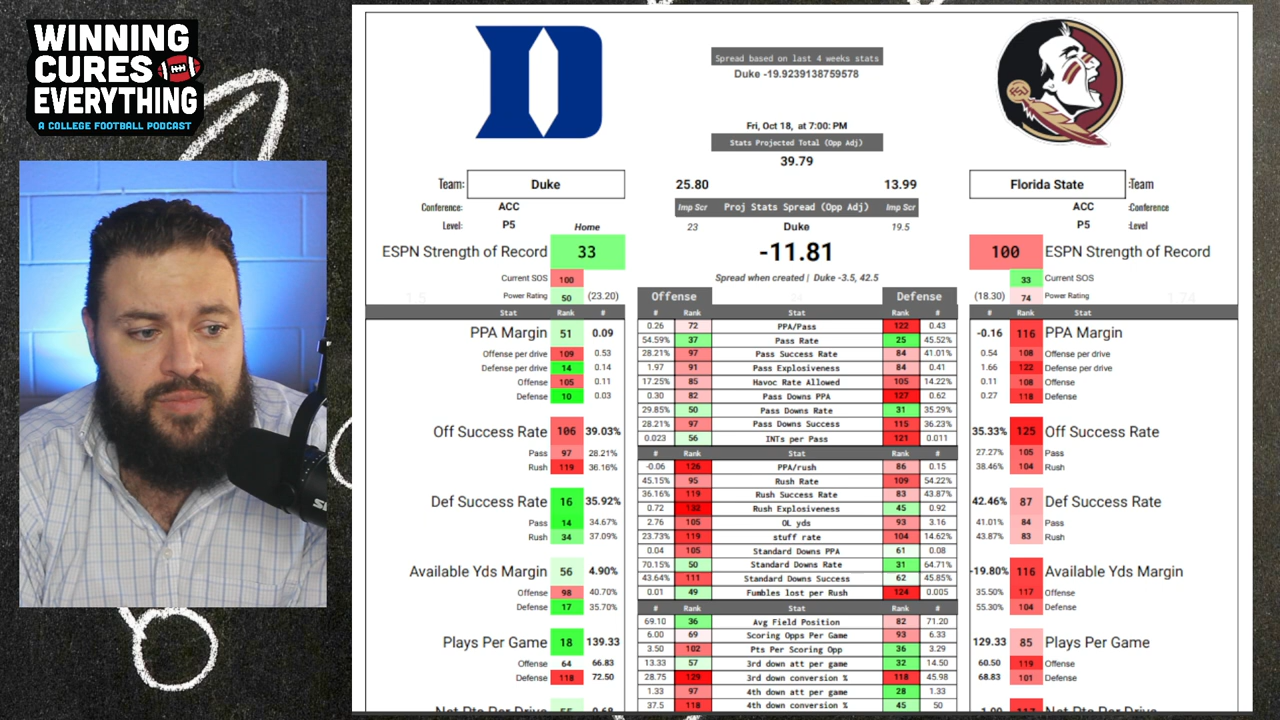 WINNING
CURES
EVERYTHING
A COLLEGE FOOTBALL PODCAST
Spread based on last 4 weeks stats
Duke -19.9239138759578
Fri, Oct 18, at 7:00: PM
Stats Projected Total (Opp Adj)
39.79
Team: Duke 25.80 13.99 Florida State :Team
Conference: ACC Imp Scr Proj Stats Spread (Opp Adj) Imp Scr ACC :Conference
Level: P5 Home 23 Duke 19.5 P5 :Level
ESPN Strength of Record 33 -11.81 100 ESPN Strength of Record
Current SOS 100 Spread when created | Duke -3.5, 42.5 33 Current SOS
Power Rating 50 (23.20) Offense Defense (18.30) 74 Power Rating
Stat Rank # # Rank Stat Rank # # Rank Stat
PPA Margin 51 0.09 -0.16 116 PPA Margin
Offense per drive 109 0.53 0.54 108 Offense per drive
Defense per drive 14 0.14 1.66 122 Defense per drive
Offense 105 0.11 0.11 108 Offense
Defense 10 0.03 0.27 118 Defense
Off Success Rate 106 39.03% 35.33% 125 Off Success Rate
Pass 97 28.21% 27.27% 105 Pass
Rush 119 36.16% 38.46% 104 Rush
Def Success Rate 16 35.92% 42.46% 87 Def Success Rate
Pass 14 34.67% 41.01% 84 Pass
Rush 34 37.09% 43.87% 83 Rush
Available Yds Margin 56 4.90% -19.80% 116 Available Yds Margin
Offense 98 40.70% 35.50% 117 Offense
Defense 17 35.70% 55.30% 104 Defense
Plays Per Game 18 139.33 129.33 85 Plays Per Game
Offense 64 66.83 60.50 119 Offense
Defense 118 72.50 68.83 101 Defense
0.26 72 PPA/Pass 122 0.43
54.59% 37 Pass Rate 25 45.52%
28.21% 97 Pass Success Rate 84 41.01%
1.97 91 Pass Explosiveness 84 0.41
17.25% 85 Havoc Rate Allowed 105 14.22%
0.30 82 Pass Downs PPA 127 0.62
29.85% 50 Pass Downs Rate 31 35.29%
28.21% 97 Pass Downs Success 115 36.23%
0.023 56 INTs per Pass 121 0.011
# Rank Stat Rank #
-0.06 126 PPA/rush 86 0.15
45.15% 95 Rush Rate 109 54.22%
36.16% 119 Rush Success Rate 83 43.87%
0.72 132 Rush Explosiveness 45 0.92
2.76 105 OL yds 93 3.16
23.73% 119 stuff rate 104 14.62%
0.04 105 Standard Downs PPA 61 0.08
70.15% 50 Standard Downs Rate 31 64.71%
43.64% 111 Standard Downs Success 62 45.85%
0.01 49 Fumbles lost per Rush 124 0.005
# Rank Stat Rank #
69.10 36 Avg Field Position 82 71.20
6.00 69 Scoring Opps Per Game 93 6.33
3.50 102 Pts Per Scoring Opp 36 3.29
13.33 57 3rd down att per game 32 14.50
28.75 129 3rd down conversion % 118 45.98
1.33 97 4th down att per game 28 1.33
37.5 118 4th down conversion % 45 50